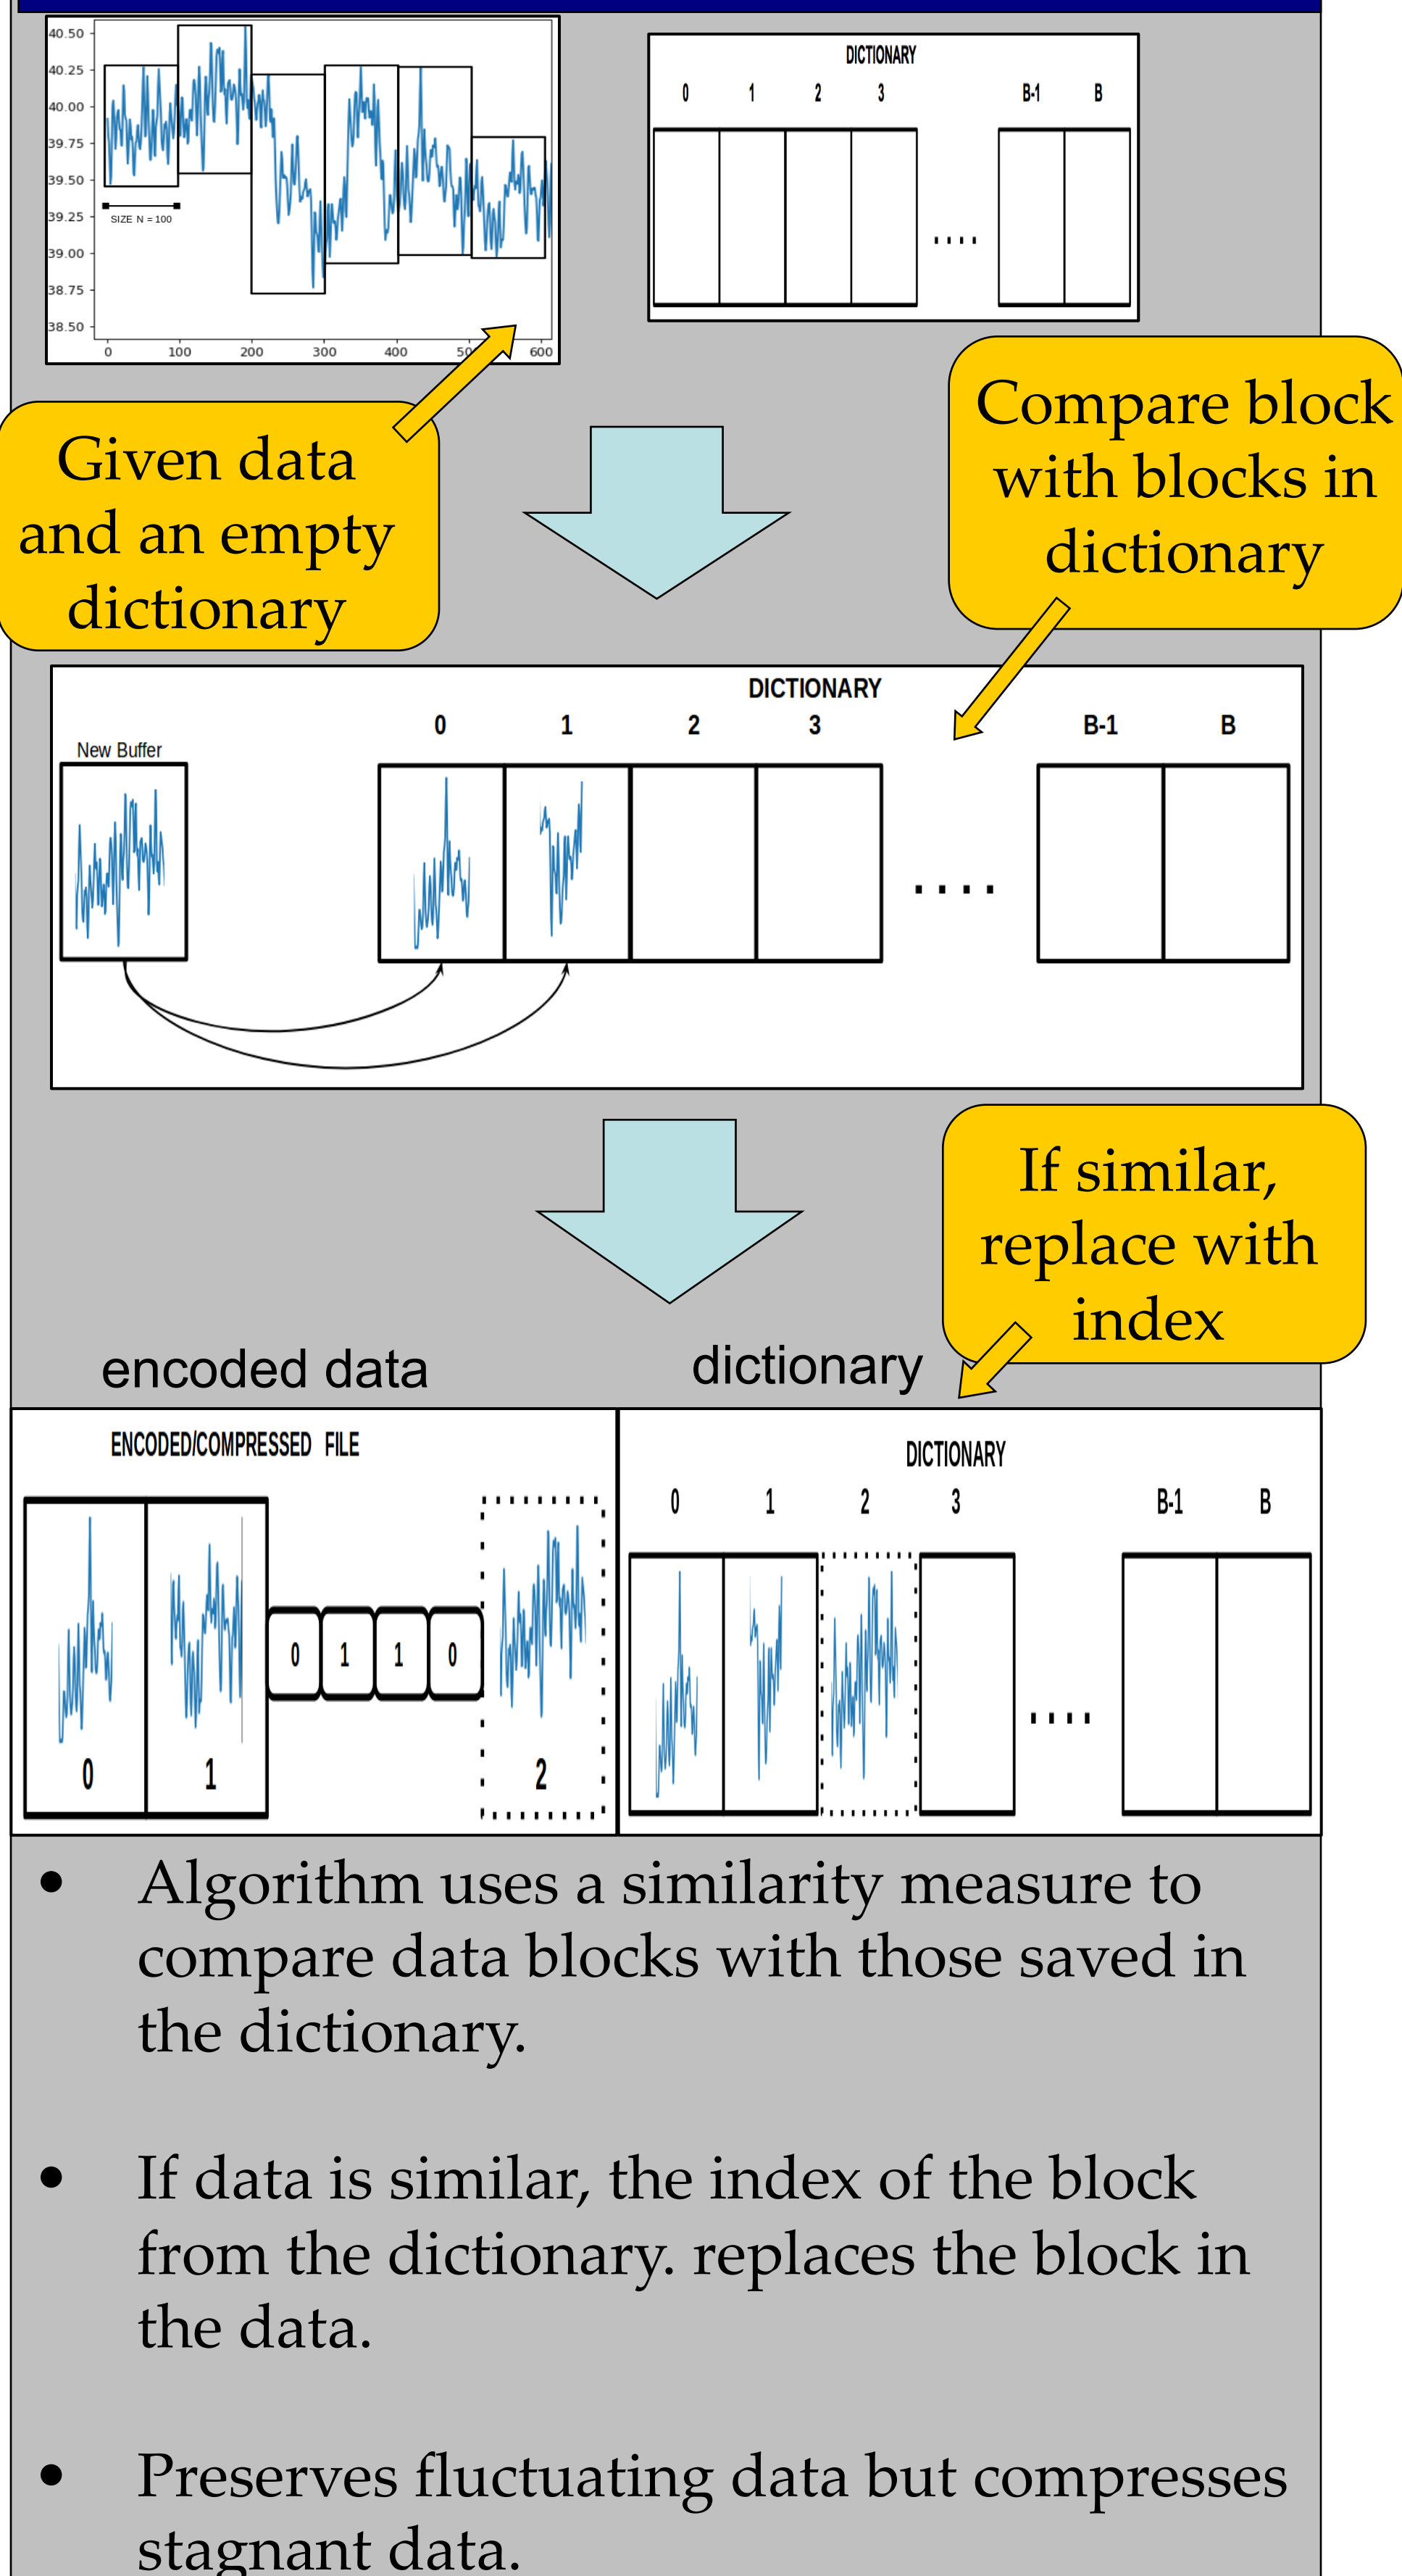 40.50
40.25
40.00
39.75
39.50
39.25
39.00
38.75
38.50
SIZE N = 100
0 100 200 300 400 600
DICTIONARY
0 1 2 3 B-1 B
. . . .
Given data
and an empty
dictionary
Compare block
with blocks in
dictionary
DICTIONARY
0 1 2 3 B-1 B
New Buffer
. . . .
If similar,
replace with
index
encoded data
dictionary
ENCODED/COMPRESSED FILE
0 1 1 0
0 1 2
DICTIONARY
0 1 2 3 B-1 B
. . . .
• Algorithm uses a similarity measure to
compare data blocks with those saved in
the dictionary.
• If data is similar, the index of the block
from the dictionary. replaces the block in
the data.
• Preserves fluctuating data but compresses
stagnant data.